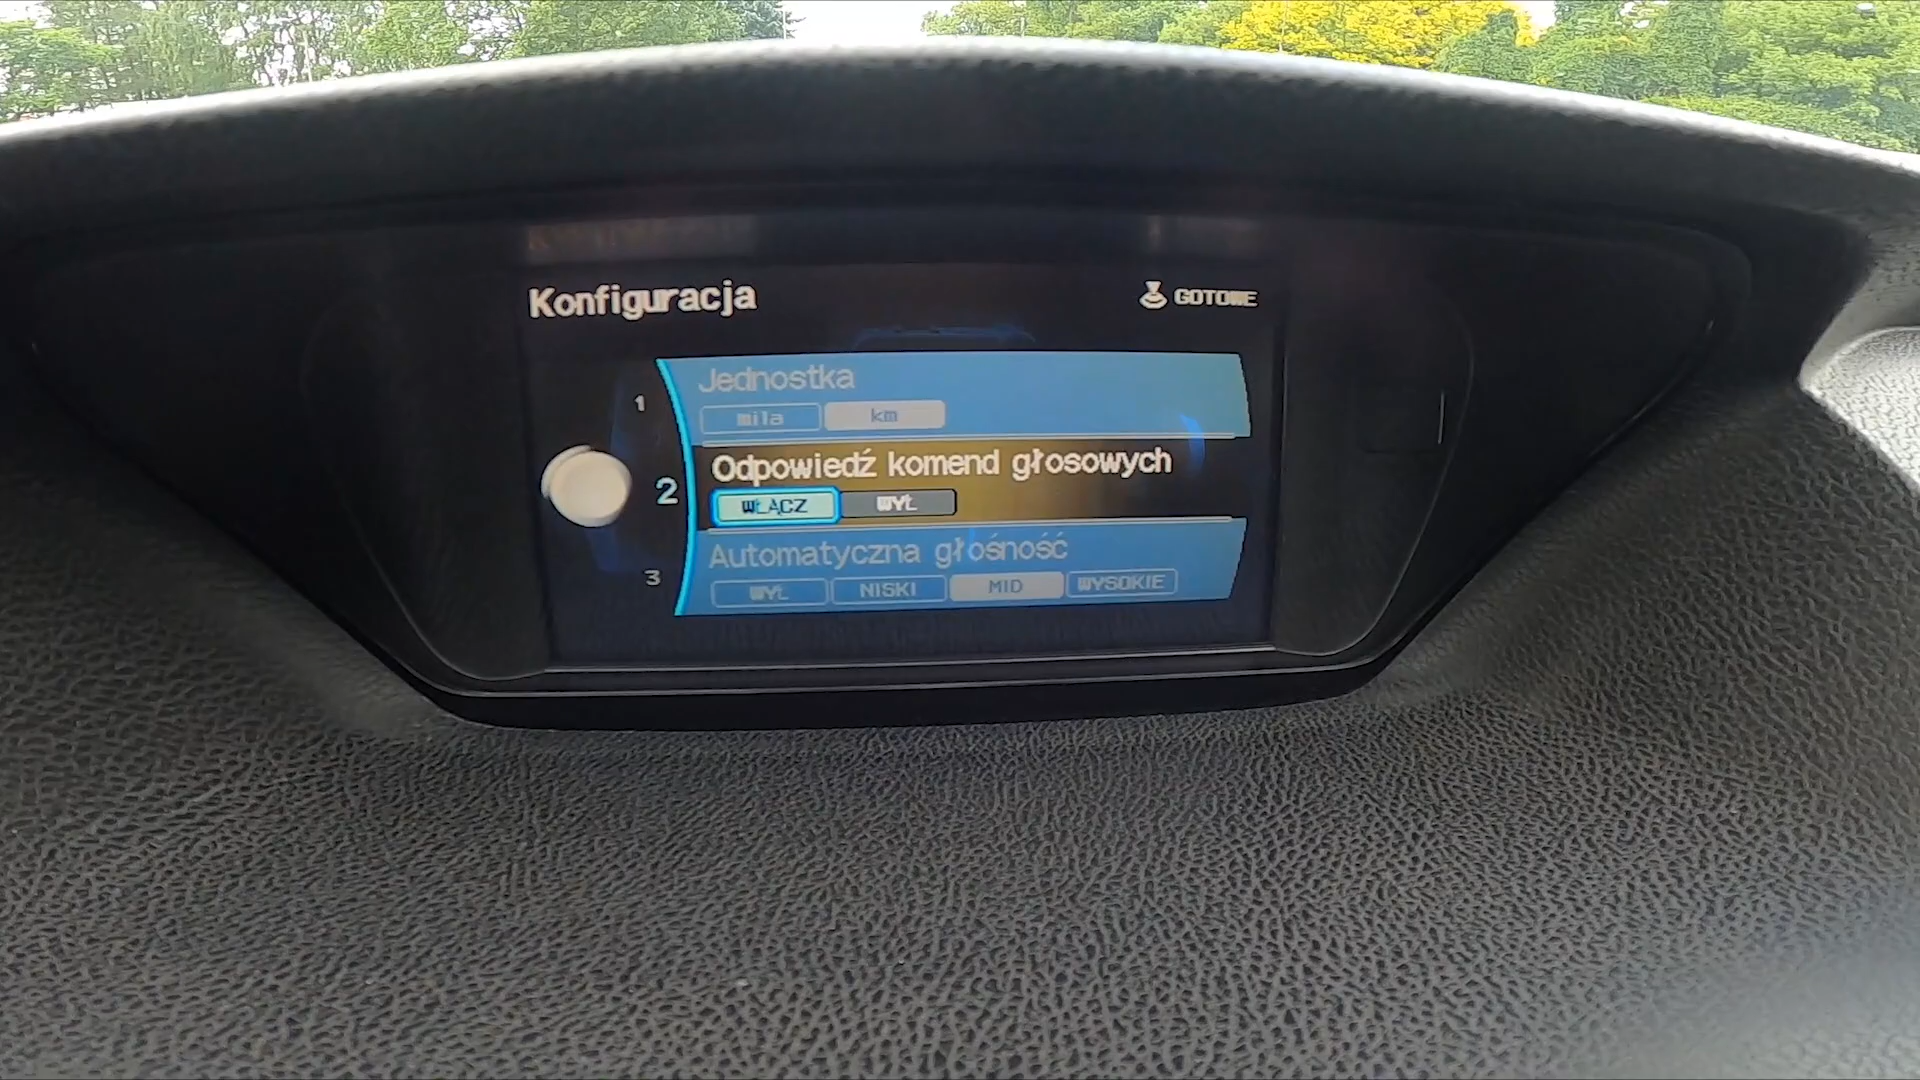 Konfiguracja
GOTOWE
1
Jednostka
mila km
2
Odpowiedź komend głosowych
WŁĄCZ WYŁ
3
Automatyczna głośność
WYŁ NISKI MID WYSOKIE